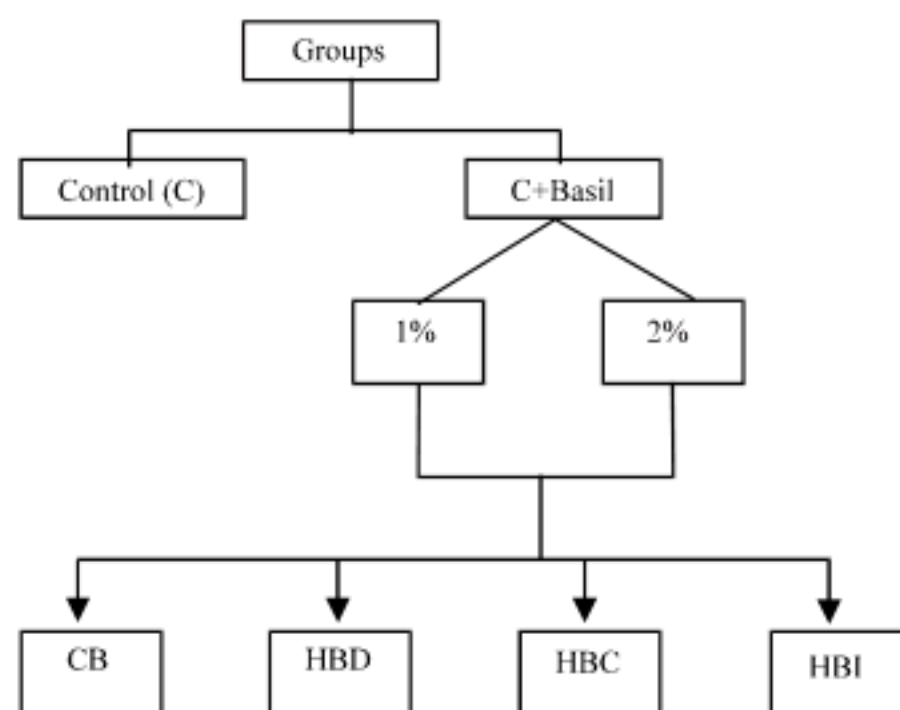 Groups
Control (C)
C+Basil
1%
2%
CB
HBD
HBC
HBI